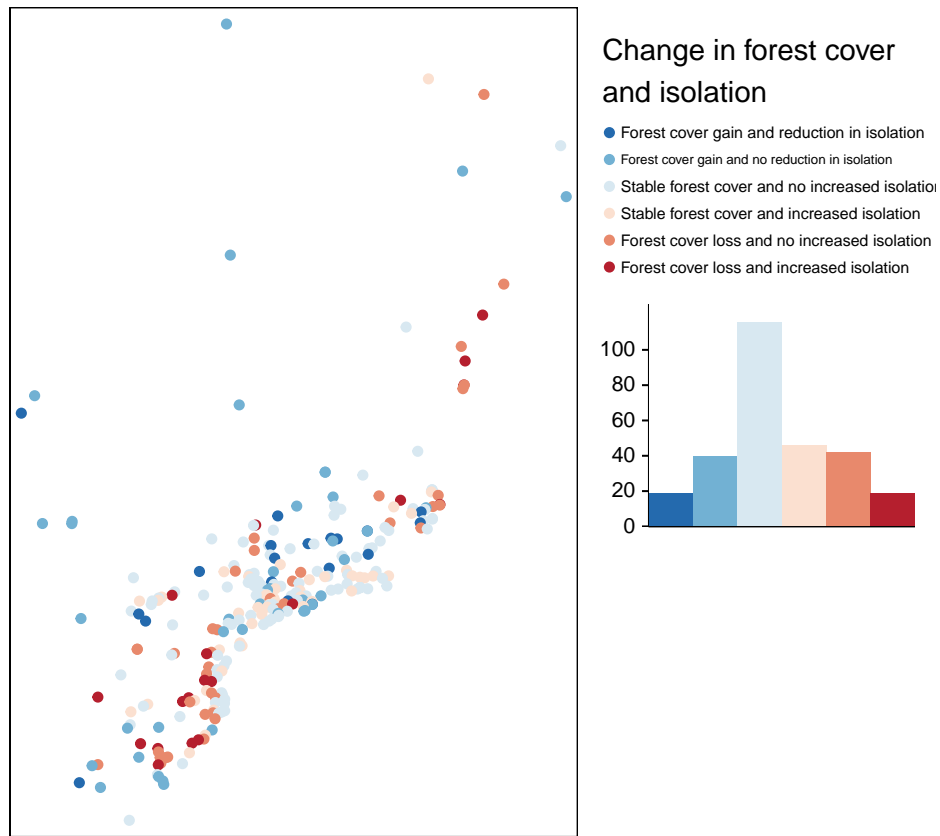 Change in forest cover
and isolation
Forest cover gain and reduction in isolation
Forest cover gain and no reduction in isolation
Stable forest cover and no increased isolation
Stable forest cover and increased isolation
Forest cover loss and no increased isolation
Forest cover loss and increased isolation
100
80
60
40
20
0